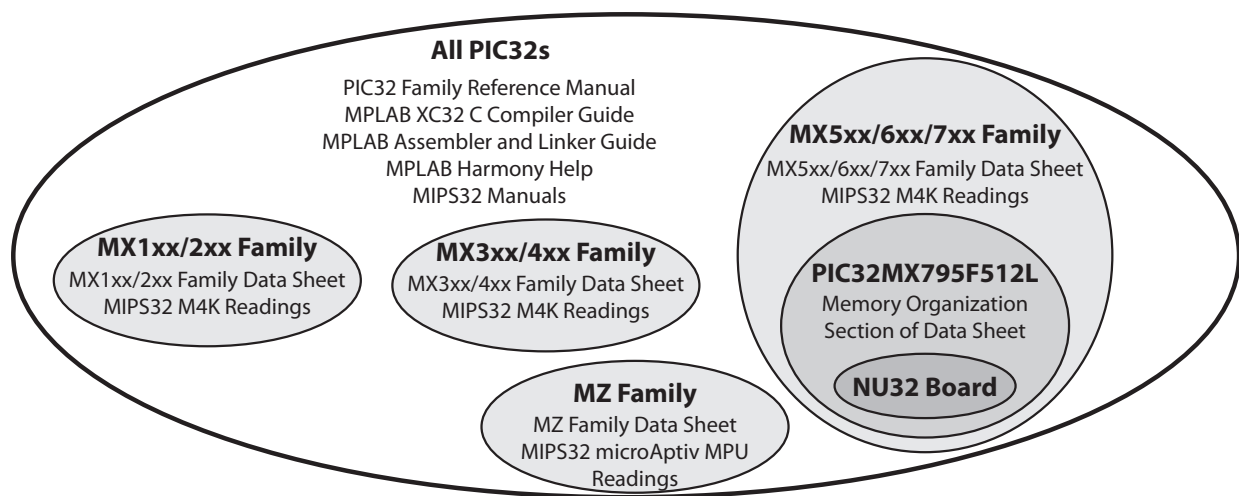 All PIC32s
PIC32 Family Reference Manual
MPLAB XC32 C Compiler Guide
MPLAB Assembler and Linker Guide
MPLAB Harmony Help
MIPS32 Manuals
MX1xx/2xx Family
MX1xx/2xx Family Data Sheet
MIPS32 M4K Readings
MX3xx/4xx Family
MX3xx/4xx Family Data Sheet
MIPS32 M4K Readings
MX5xx/6xx/7xx Family
MX5xx/6xx/7xx Family Data Sheet
MIPS32 M4K Readings
PIC32MX795F512L
Memory Organization
Section of Data Sheet
NU32 Board
MZ Family
MZ Family Data Sheet
MIPS32 microAptiv MPU
Readings